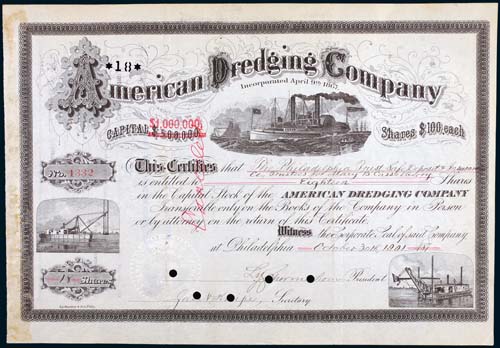 *18*
American Dredging Company
Incorporated April 9th 1867
CAPITAL $500,000.
$1,000,000.
Shares $100 each
No. 1332
This Certifies that
is entitled to Eighteen Shares
in the Capital Stock of the AMERICAN DREDGING COMPANY
Transferable only on the Books of the Company in Person
or by attorney on the return of this Certificate.
Witness the Corporate Seal of said Company
at Philadelphia October 30th 1901
18 Shares
President
Secretary